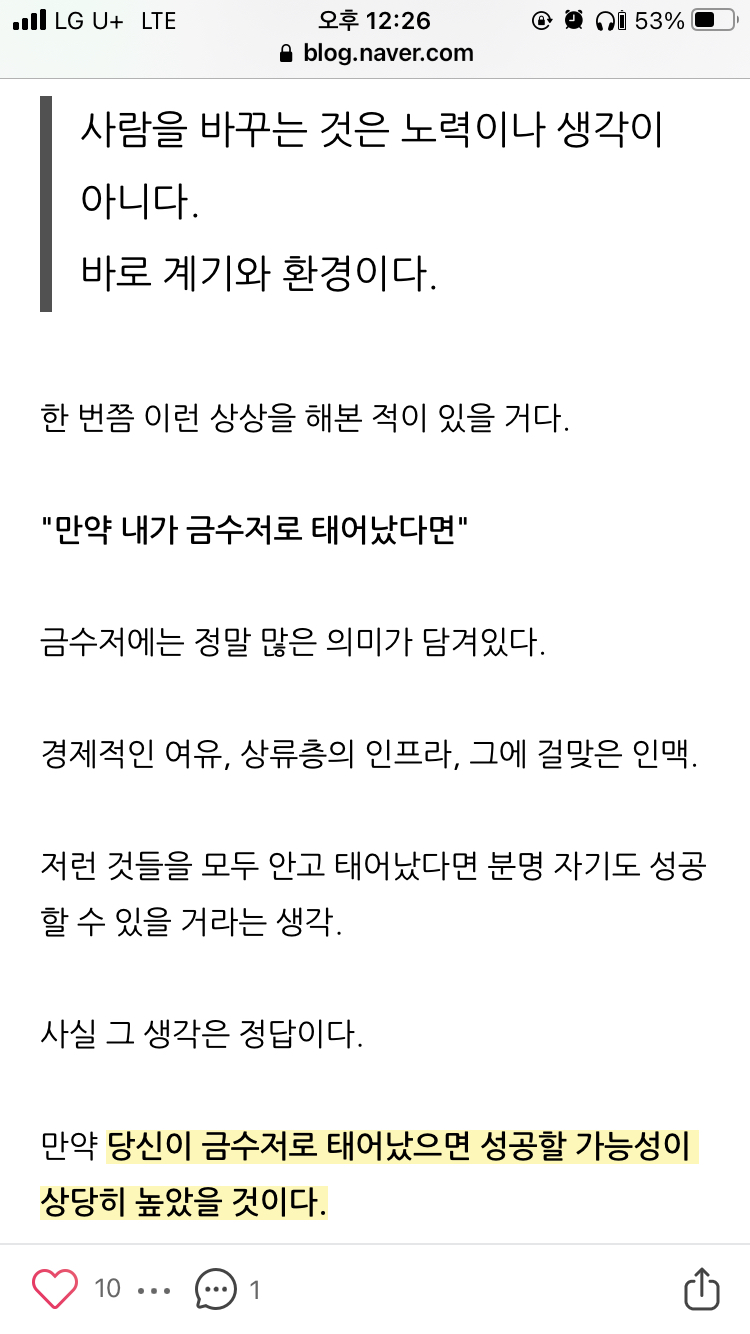 LG U+ LTE 오후 12:26 53%
blog.naver.com
사람을 바꾸는 것은 노력이나 생각이
아니다.
바로 계기와 환경이다.
한 번쯤 이런 상상을 해본 적이 있을 거다.
"만약 내가 금수저로 태어났다면"
금수저에는 정말 많은 의미가 담겨있다.
경제적인 여유, 상류층의 인프라, 그에 걸맞은 인맥.
저런 것들을 모두 안고 태어났다면 분명 자기도 성공
할 수 있을 거라는 생각.
사실 그 생각은 정답이다.
만약 당신이 금수저로 태어났으면 성공할 가능성이
상당히 높았을 것이다.
10 1